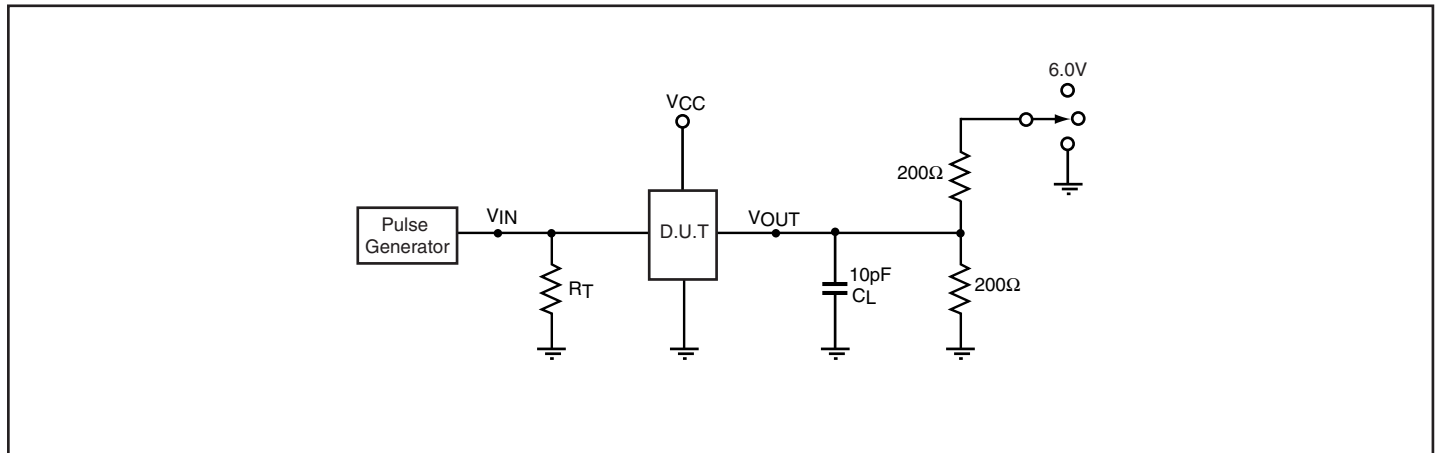 6.0V
VCC
200Ω
Pulse
Generator
VIN
D.U.T
VOUT
RT
10pF
CL
200Ω